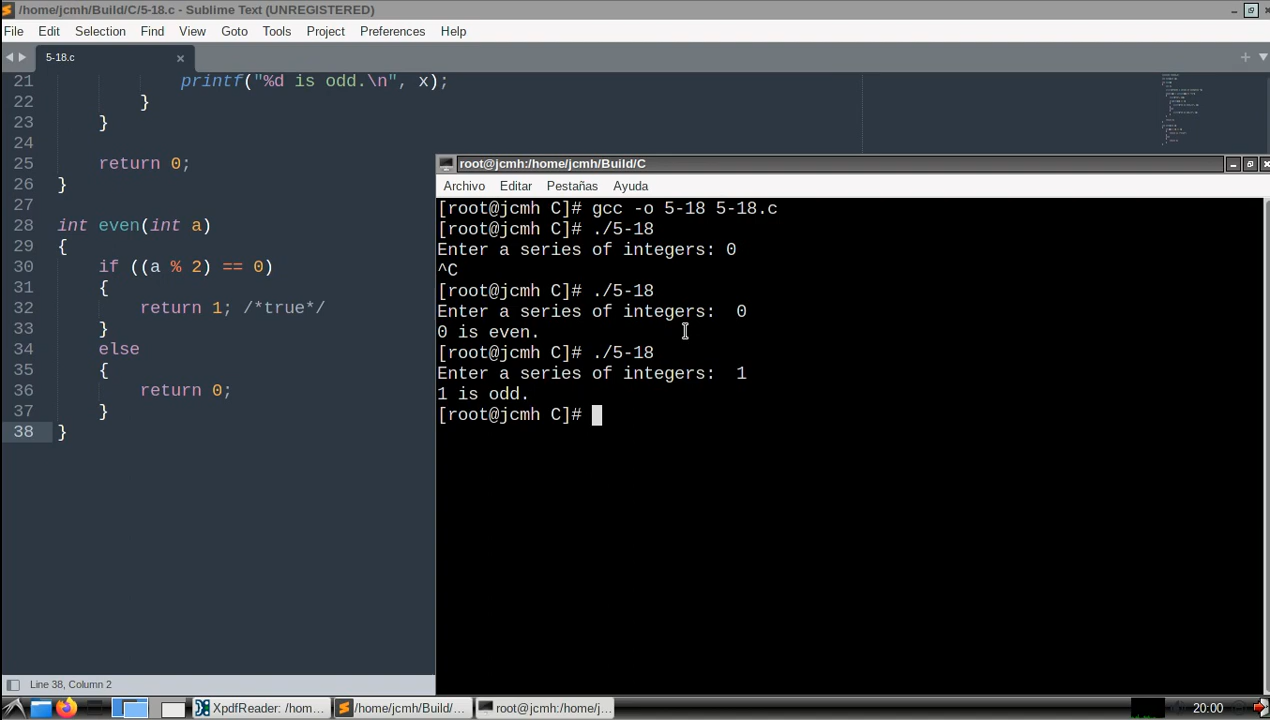 /home/jcmh/Build/C/5-18.c - Sublime Text (UNREGISTERED)
File Edit Selection Find View Goto Tools Project Preferences Help
5-18.c
21 printf("%d is odd.\n", x);
22 }
23 }
24
25 return 0;
26 }
27
28 int even(int a)
29 {
30 if ((a % 2) == 0)
31 {
32 return 1; /*true*/
33 }
34 else
35 {
36 return 0;
37 }
38 }
root@jcmh:/home/jcmh/Build/C
Archivo Editar Pestañas Ayuda
[root@jcmh C]# gcc -o 5-18 5-18.c
[root@jcmh C]# ./5-18
Enter a series of integers: 0
^C
[root@jcmh C]# ./5-18
Enter a series of integers:  0
0 is even.
[root@jcmh C]# ./5-18
Enter a series of integers:  1
1 is odd.
[root@jcmh C]#
Line 38, Column 2
XpdfReader: /hom... /home/jcmh/Build/... root@jcmh:/home/j... 20:00